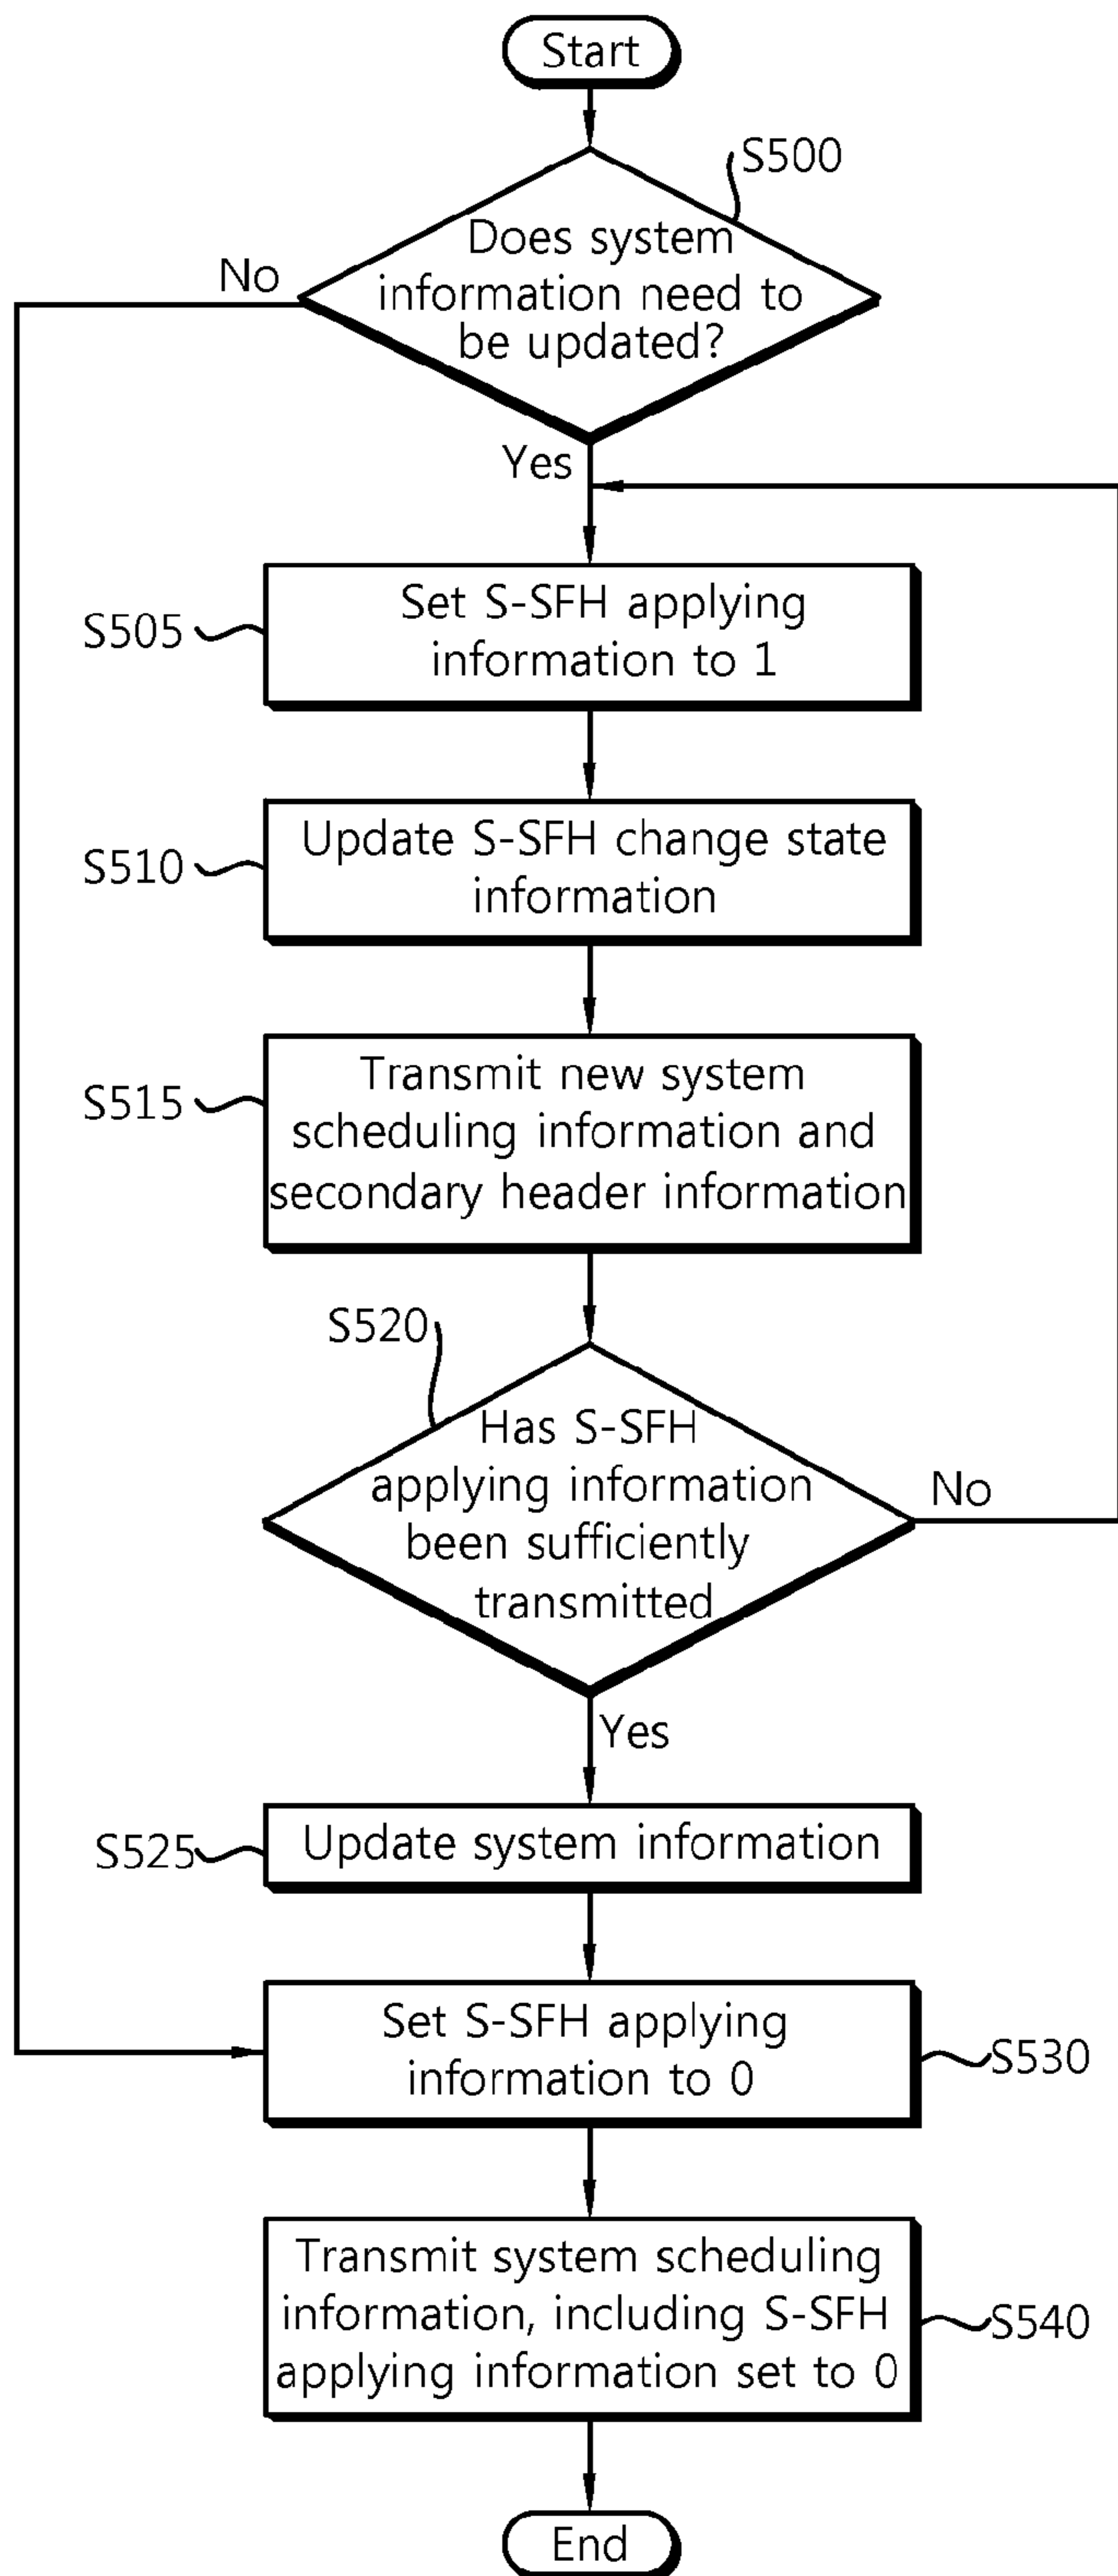 Start
S500
Does system
information need to
be updated?
No
Yes
S505
Set S-SFH applying
information to 1
S510
Update S-SFH change state
information
S515
Transmit new system
scheduling information and
secondary header information
S520
Has S-SFH
applying information
been sufficiently
transmitted
No
Yes
S525
Update system information
Set S-SFH applying
information to 0
S530
Transmit system scheduling
information, including S-SFH
applying information set to 0
S540
End